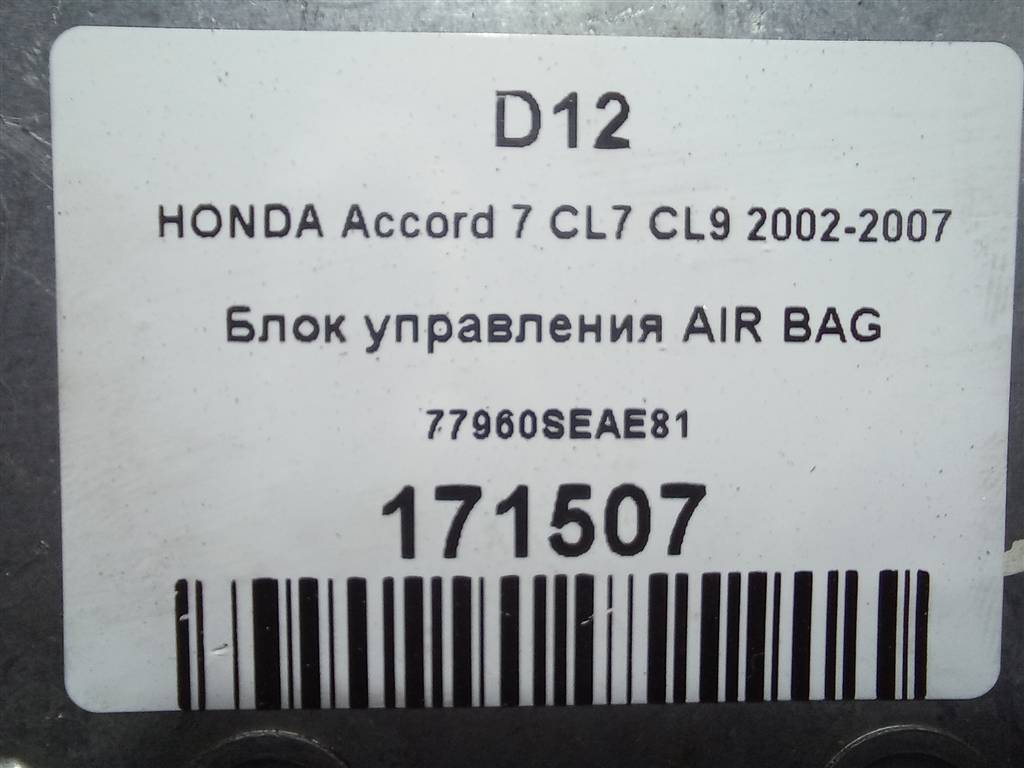 D12
HONDA Accord 7 CL7 CL9 2002-2007
Блок управления AIR BAG
77960SEAE81
171507